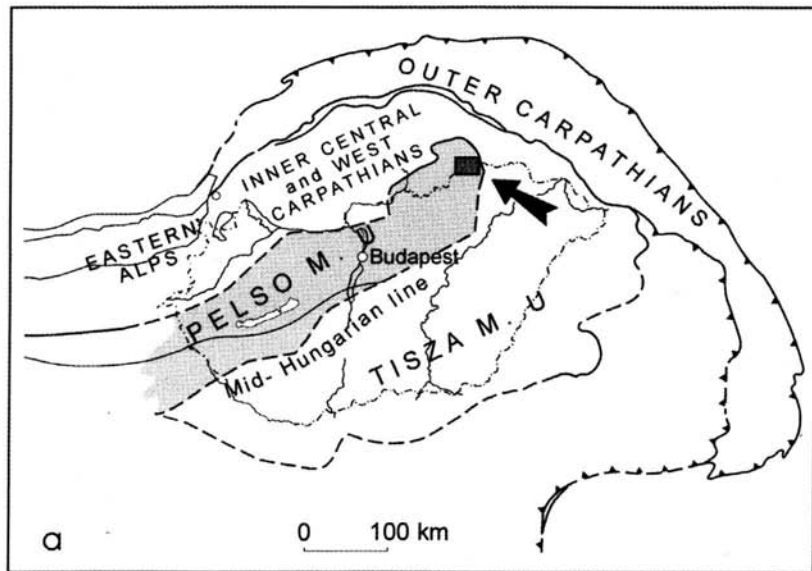 OUTER CARPATHIANS
INNER CENTRAL
and WEST
CARPATHIANS
EASTERN
ALPS
PELSO M.
Budapest
Mid- Hungarian line
TISZA M. U
a
0 100 km